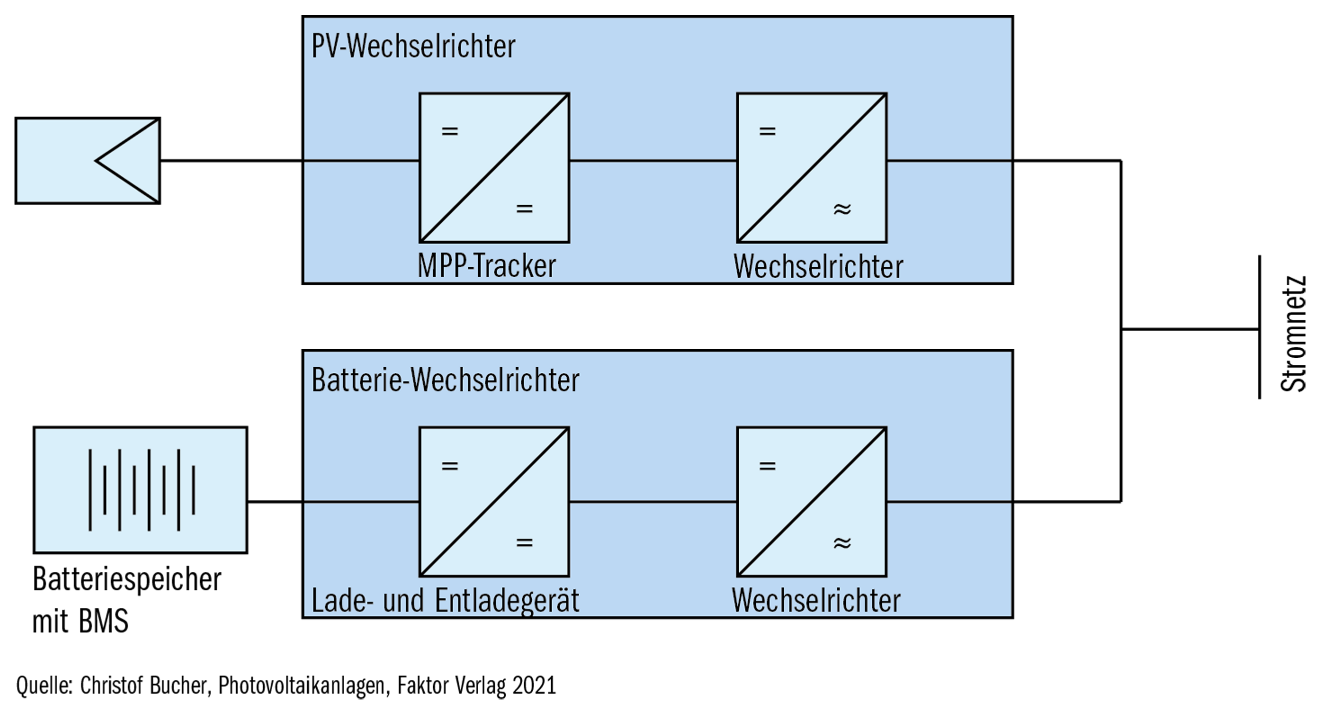 PV-Wechselrichter
=
=
MPP-Tracker
=
≈
Wechselrichter
Stromnetz
Batterie-Wechselrichter
=
=
Lade- und Entladegerät
=
≈
Wechselrichter
Batteriespeicher
mit BMS
Quelle: Christof Bucher, Photovoltaikanlagen, Faktor Verlag 2021